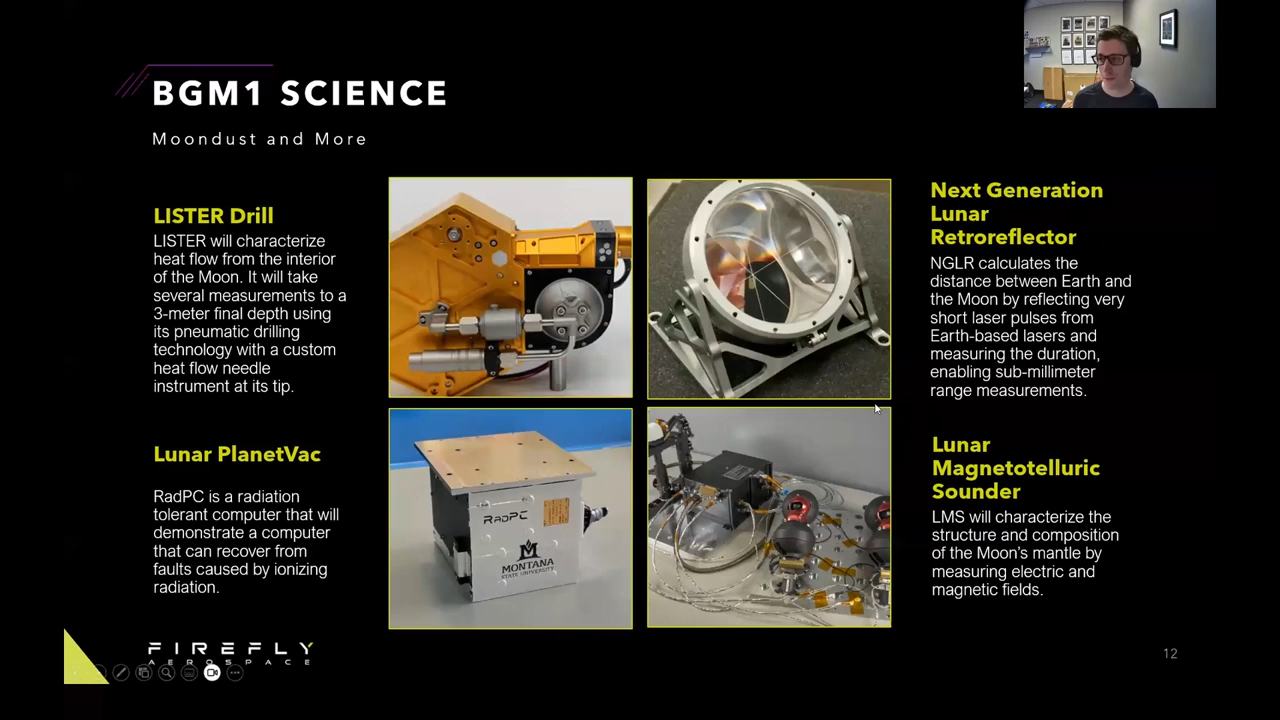 BGM1 SCIENCE
Moondust and More
LISTER Drill
LISTER will characterize
heat flow from the interior
of the Moon. It will take
several measurements to a
3-meter final depth using
its pneumatic drilling
technology with a custom
heat flow needle
instrument at its tip.
Lunar PlanetVac
RadPC is a radiation
tolerant computer that will
demonstrate a computer
that can recover from
faults caused by ionizing
radiation.
RADPC
MONTANA
STATE UNIVERSITY
Next Generation
Lunar
Retroreflector
NGLR calculates the
distance between Earth and
the Moon by reflecting very
short laser pulses from
Earth-based lasers and
measuring the duration,
enabling sub-millimeter
range measurements.
Lunar
Magnetotelluric
Sounder
LMS will characterize the
structure and composition
of the Moon's mantle by
measuring electric and
magnetic fields.
FIREFLY
AEROSPACE
12